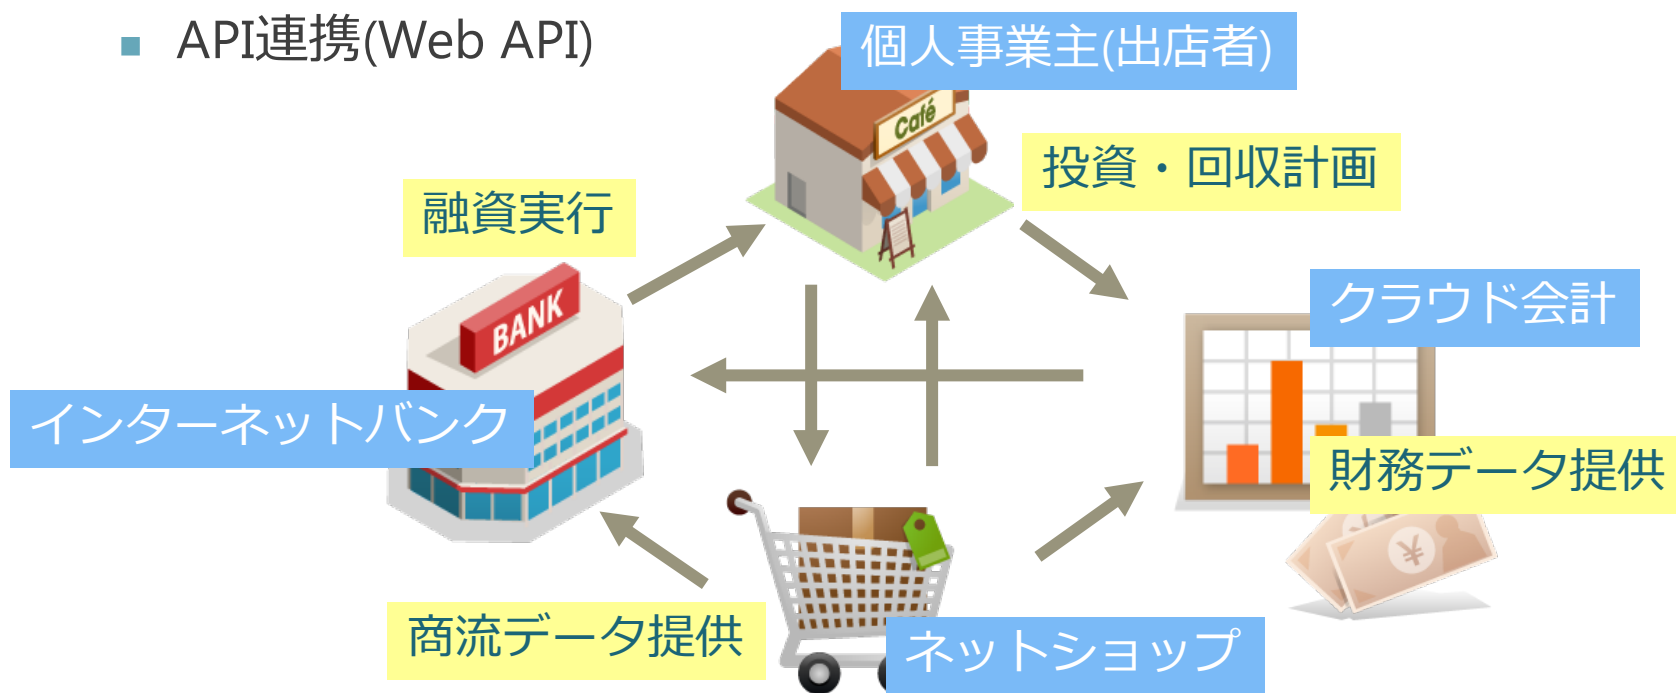 API連携(Web API)
個人事業主(出店者)
Café
投資・回収計画
融資実行
BANK
クラウド会計
インターネットバンク
財務データ提供
¥
商流データ提供
ネットショップ